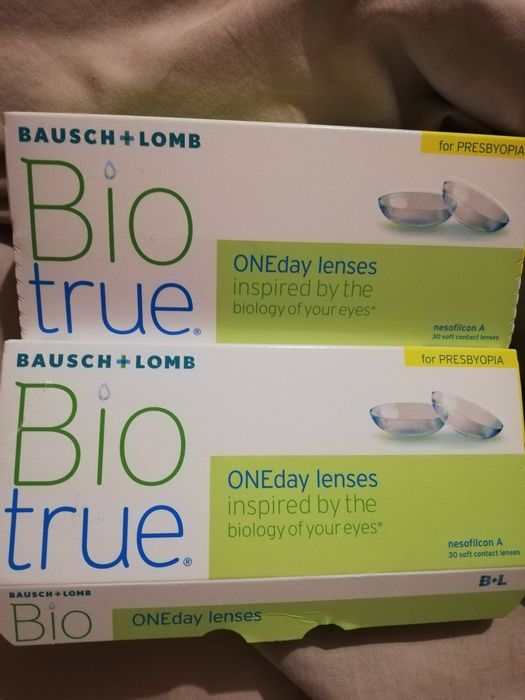 BAUSCH+LOMB
for PRESBYOPIA
Bio
true®
ONEday lenses
inspired by the
biology of your eyes®
nesofilcon A
30 soft contact lenses
BAUSCH+LOMB
for PRESBYOPIA
Bio
true®
ONEday lenses
inspired by the
biology of your eyes®
nesofilcon A
30 soft contact lenses
B+L
BAUSCH+LOMB
Bio
ONEday lenses